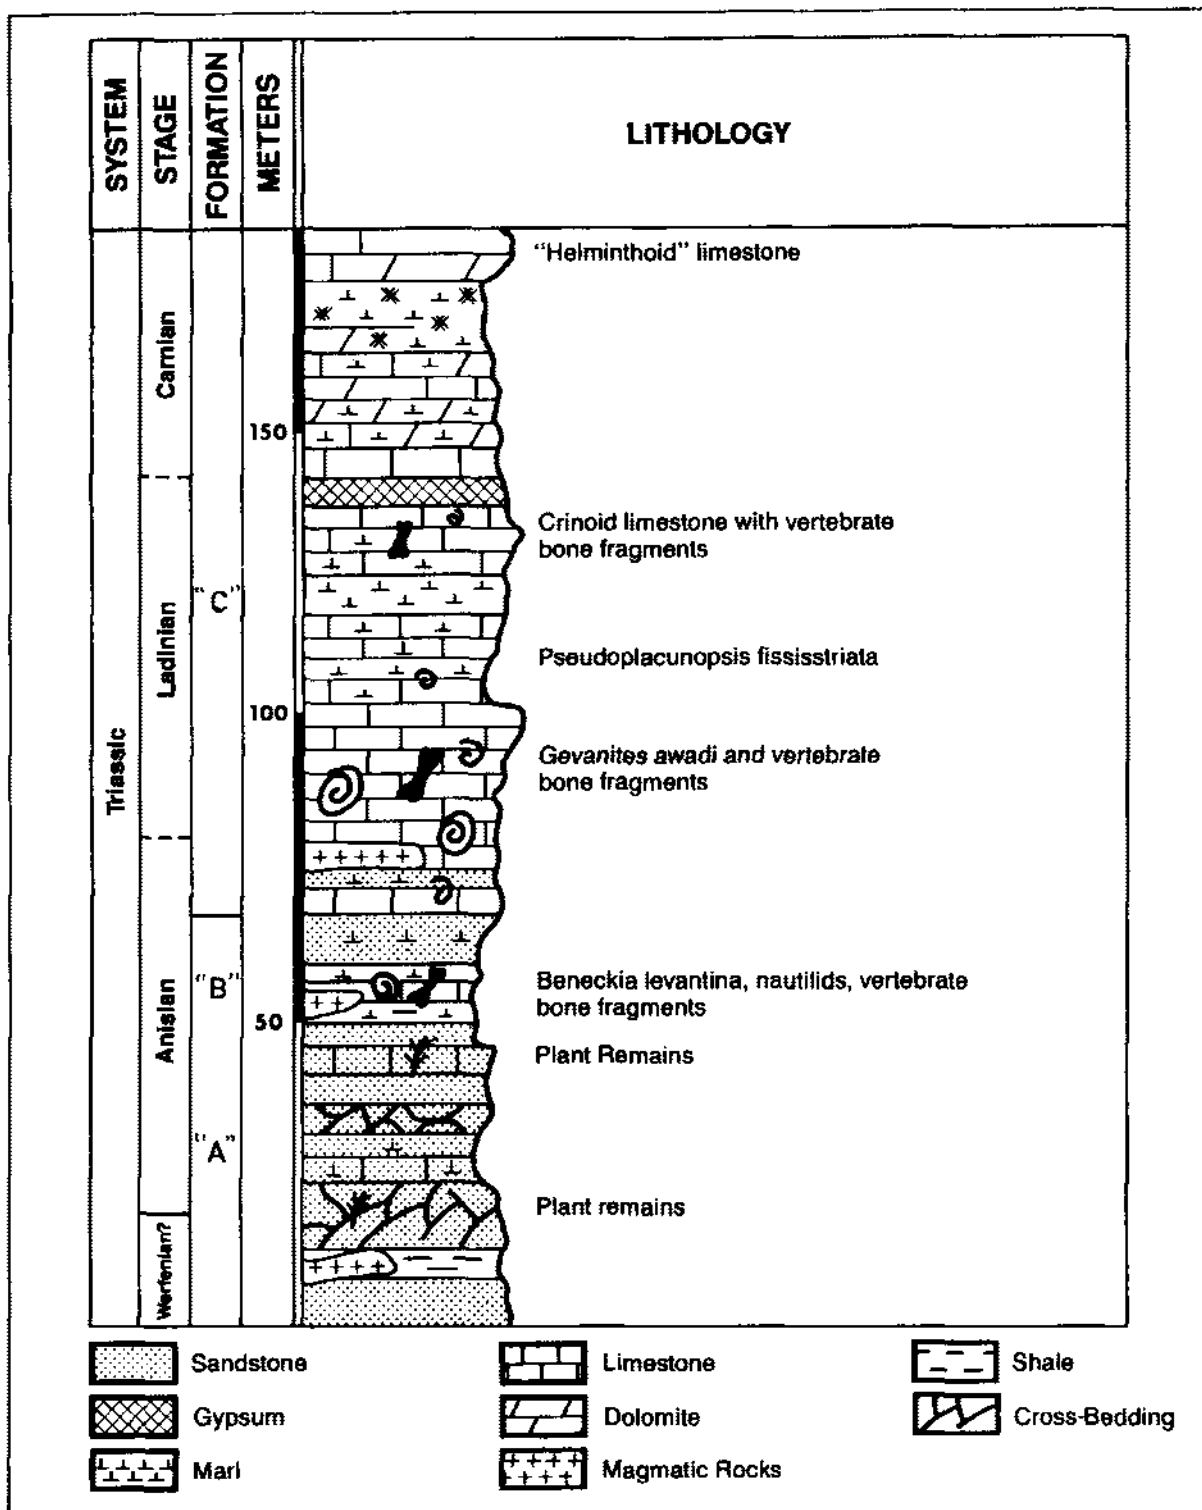 SYSTEM
STAGE
FORMATION
METERS
LITHOLOGY
Triassic
Carnian
Ladinian
Anisian
Werfenian?
"C"
"B"
"A"
150
100
50
"Helminthoid" limestone
Crinoid limestone with vertebrate
bone fragments
Pseudoplacunopsis fississtriata
Gevanites awadi and vertebrate
bone fragments
Beneckia levantina, nautilids, vertebrate
bone fragments
Plant Remains
Plant remains
Sandstone
Limestone
Shale
Gypsum
Dolomite
Cross-Bedding
Marl
Magmatic Rocks